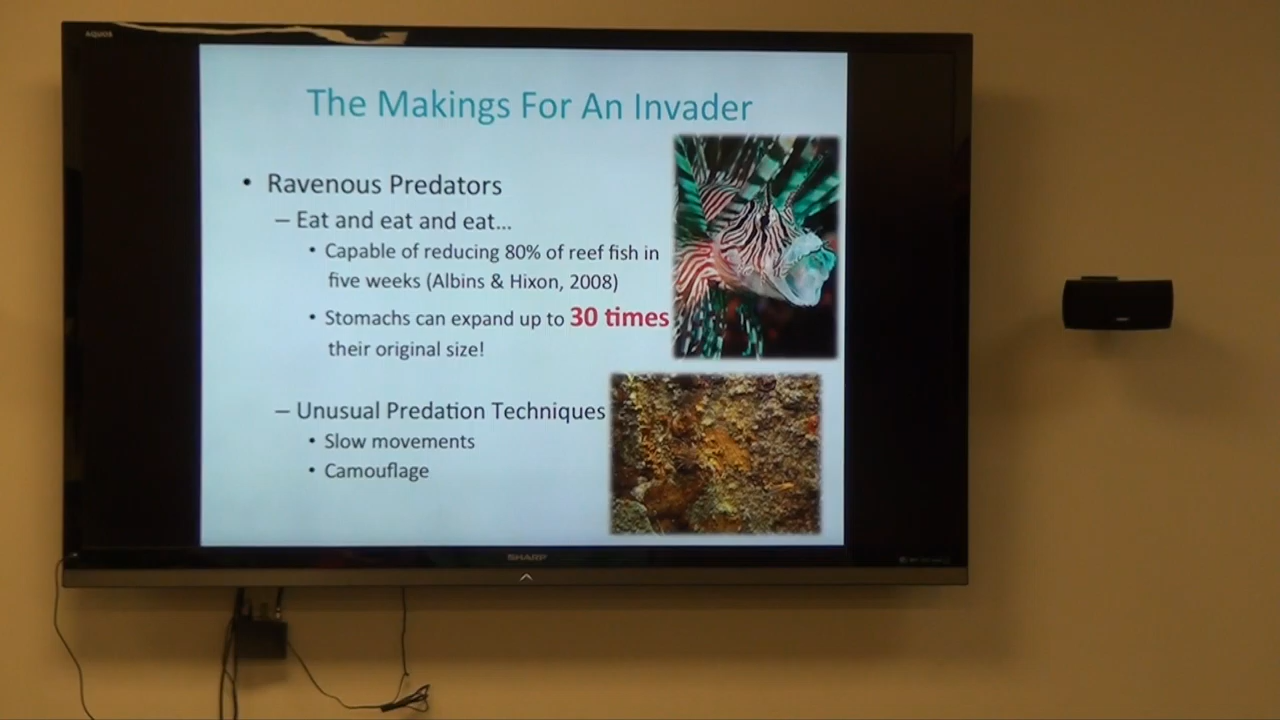 AQUOS
The Makings For An Invader
• Ravenous Predators
– Eat and eat and eat...
• Capable of reducing 80% of reef fish in
five weeks (Albins & Hixon, 2008)
• Stomachs can expand up to 30 times
their original size!
– Unusual Predation Techniques
• Slow movements
• Camouflage
SHARP